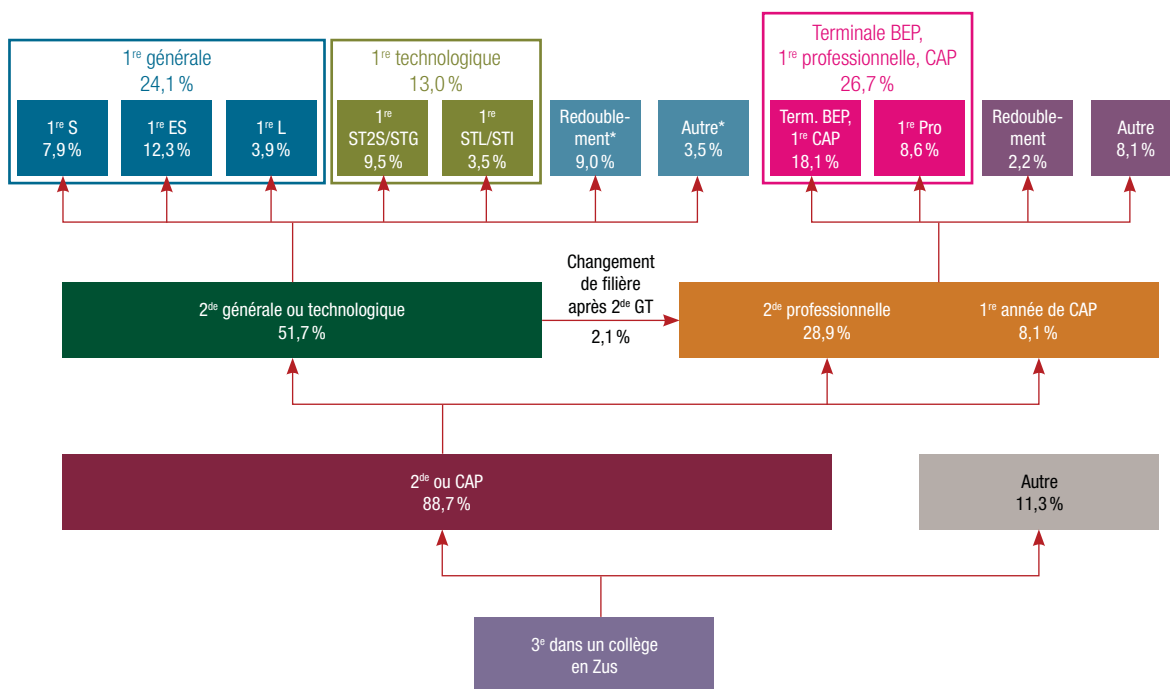 1re générale
24,1 %
1re S
7,9 %
1re ES
12,3 %
1re L
3,9 %
1re technologique
13,0 %
1re
ST2S/STG
9,5 %
1re
STL/STI
3,5 %
Redouble-
ment*
9,0 %
Autre*
3,5 %
Terminale BEP,
1re professionnelle, CAP
26,7 %
Term. BEP,
1re CAP
18,1 %
1re Pro
8,6 %
Redouble-
ment
2,2 %
Autre
8,1 %
2de générale ou technologique
51,7 %
Changement
de filière
après 2de GT
2,1 %
2de professionnelle
28,9 %
1re année de CAP
8,1 %
2de ou CAP
88,7 %
Autre
11,3 %
3e dans un collège
en Zus